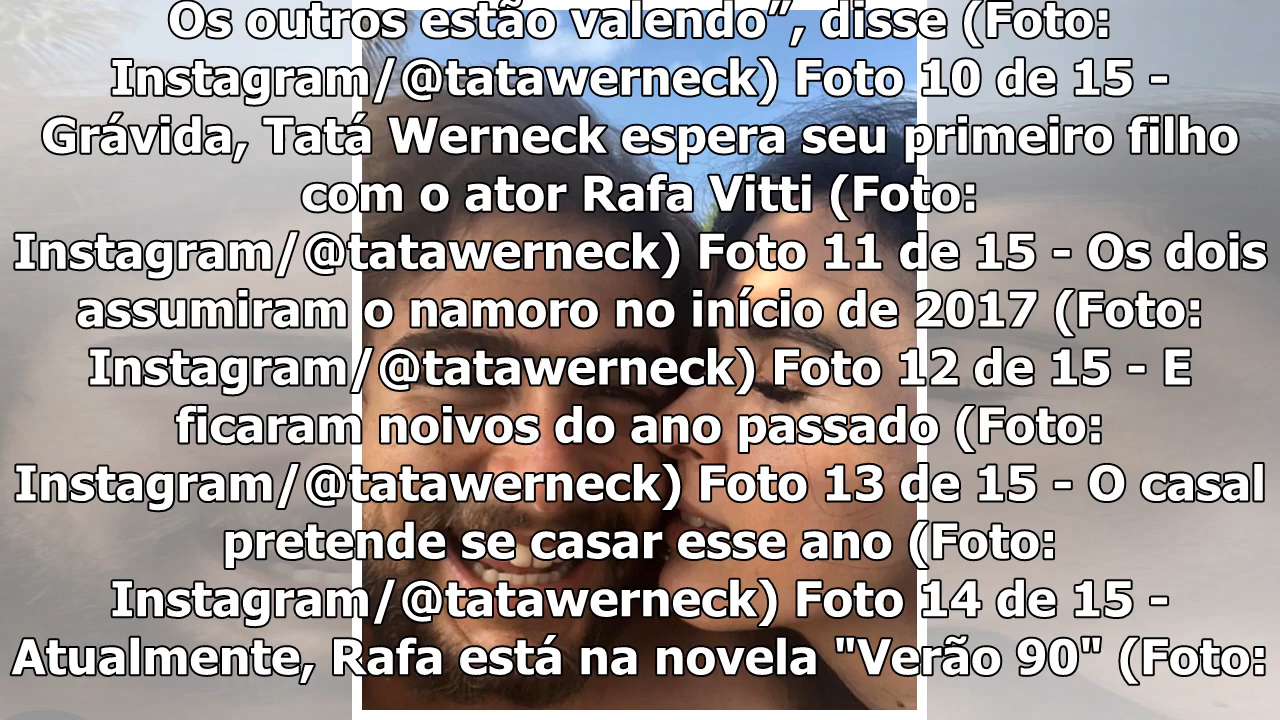 Os outros estão valendo”, disse (Foto:
Instagram/@tatawerneck) Foto 10 de 15 -
Grávida, Tatá Werneck espera seu primeiro filho
com o ator Rafa Vitti (Foto:
Instagram/@tatawerneck) Foto 11 de 15 - Os dois
assumiram o namoro no início de 2017 (Foto:
Instagram/@tatawerneck) Foto 12 de 15 - E
ficaram noivos do ano passado (Foto:
Instagram/@tatawerneck) Foto 13 de 15 - O casal
pretende se casar esse ano (Foto:
Instagram/@tatawerneck) Foto 14 de 15 -
Atualmente, Rafa está na novela "Verão 90" (Foto: